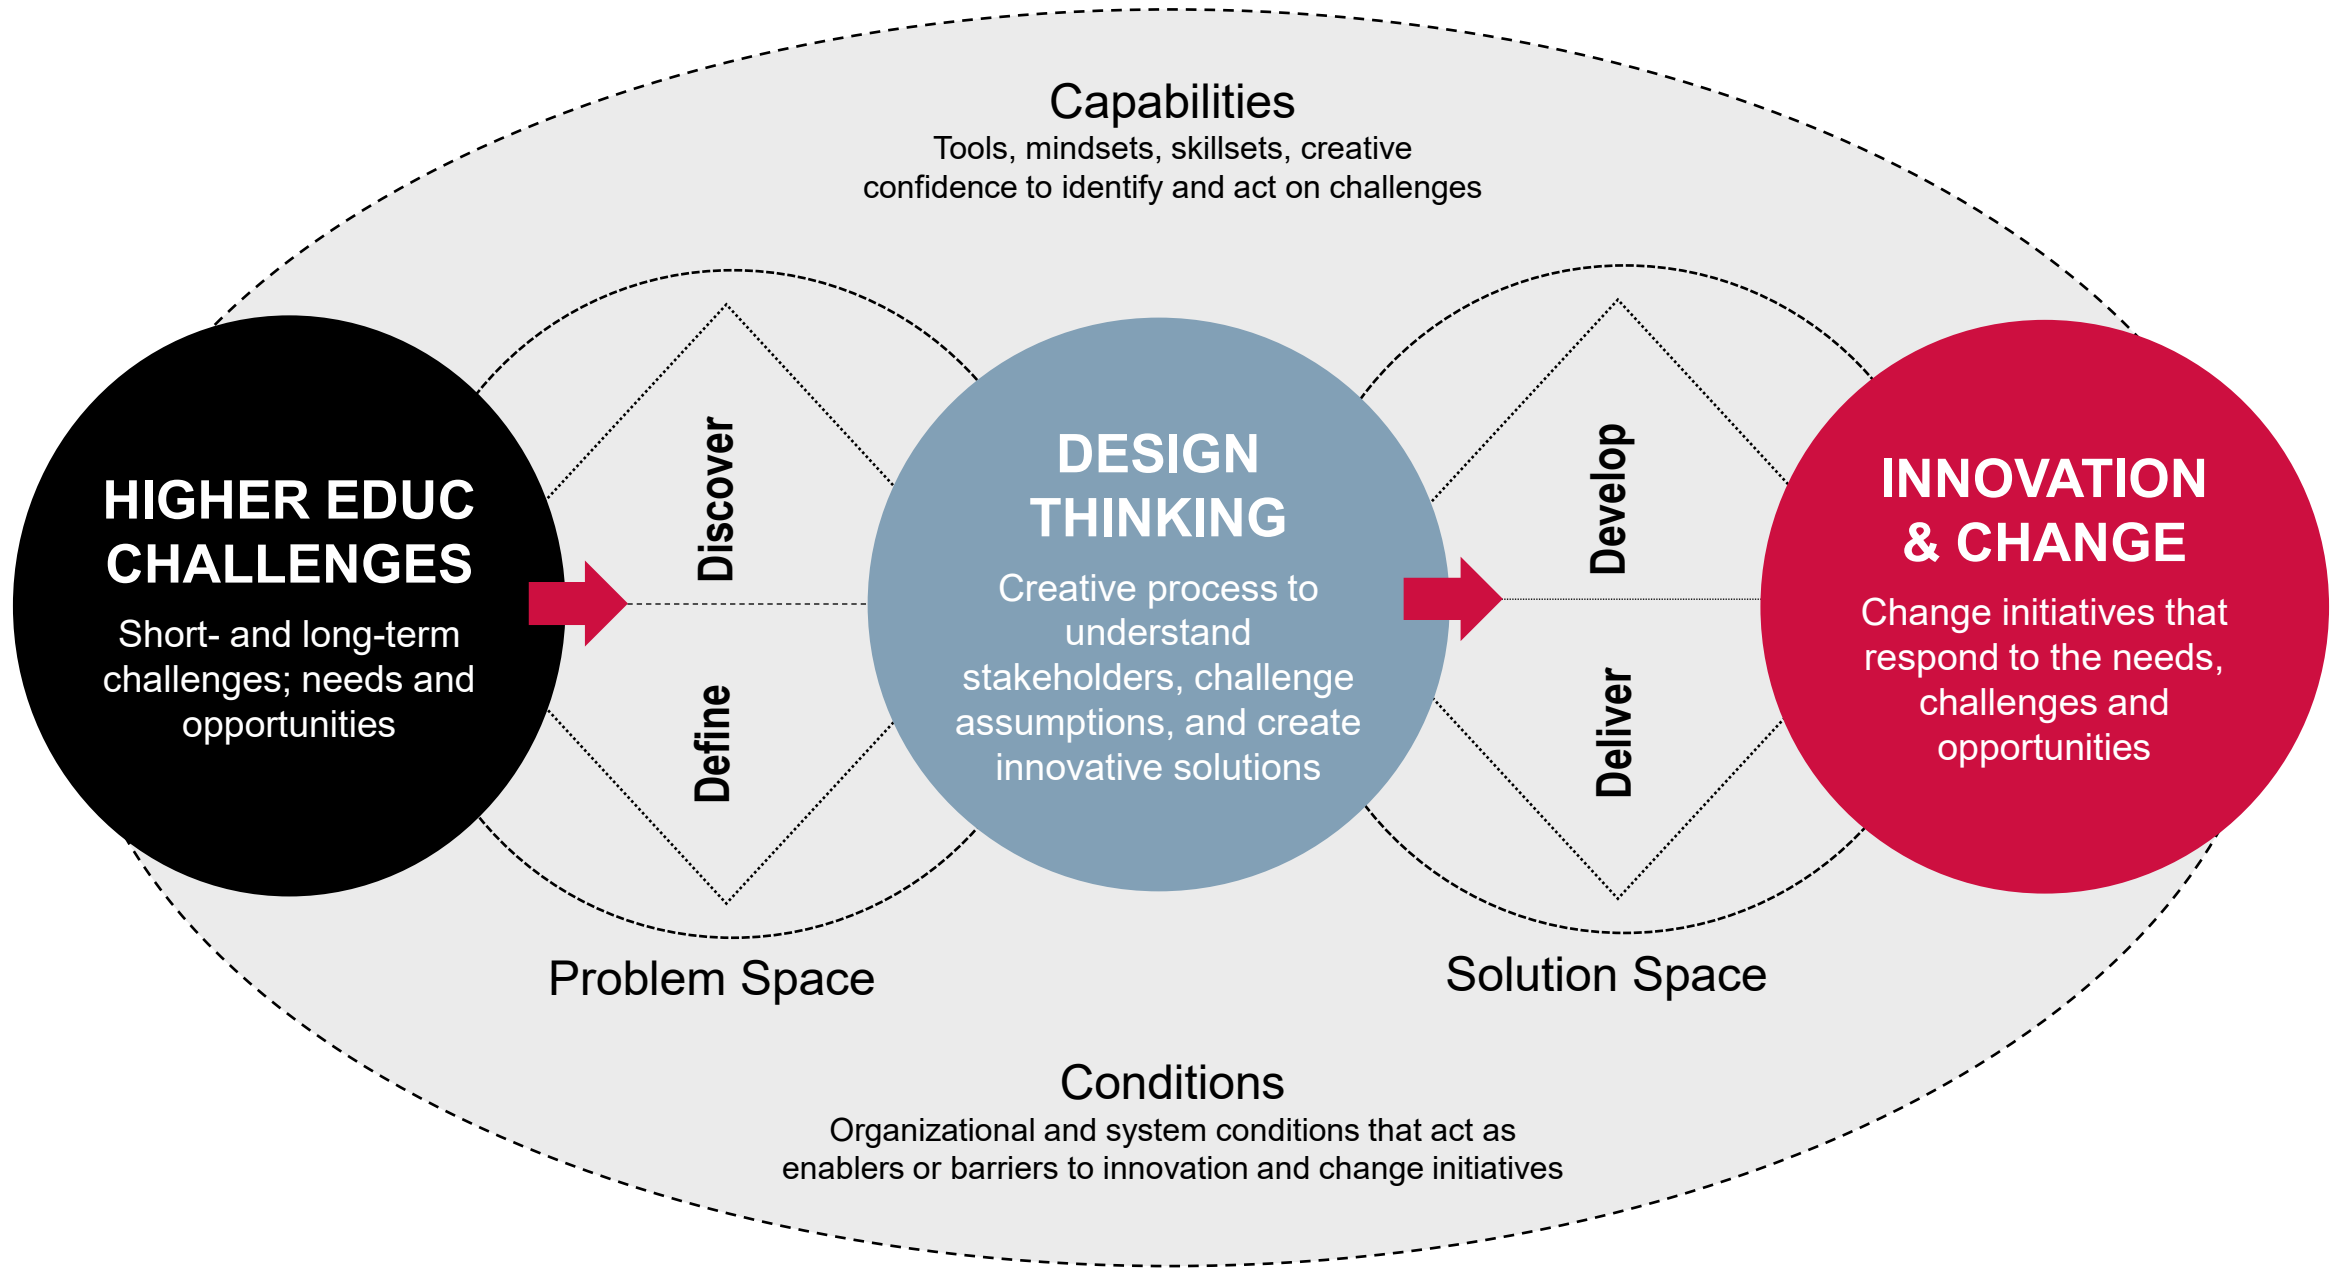 Capabilities
Tools, mindsets, skillsets, creative
confidence to identify and act on challenges
HIGHER EDUC
CHALLENGES
Short- and long-term
challenges; needs and
opportunities
Discover
Define
DESIGN
THINKING
Creative process to
understand
stakeholders, challenge
assumptions, and create
innovative solutions
Develop
Deliver
INNOVATION
& CHANGE
Change initiatives that
respond to the needs,
challenges and
opportunities
Problem Space
Solution Space
Conditions
Organizational and system conditions that act as
enablers or barriers to innovation and change initiatives